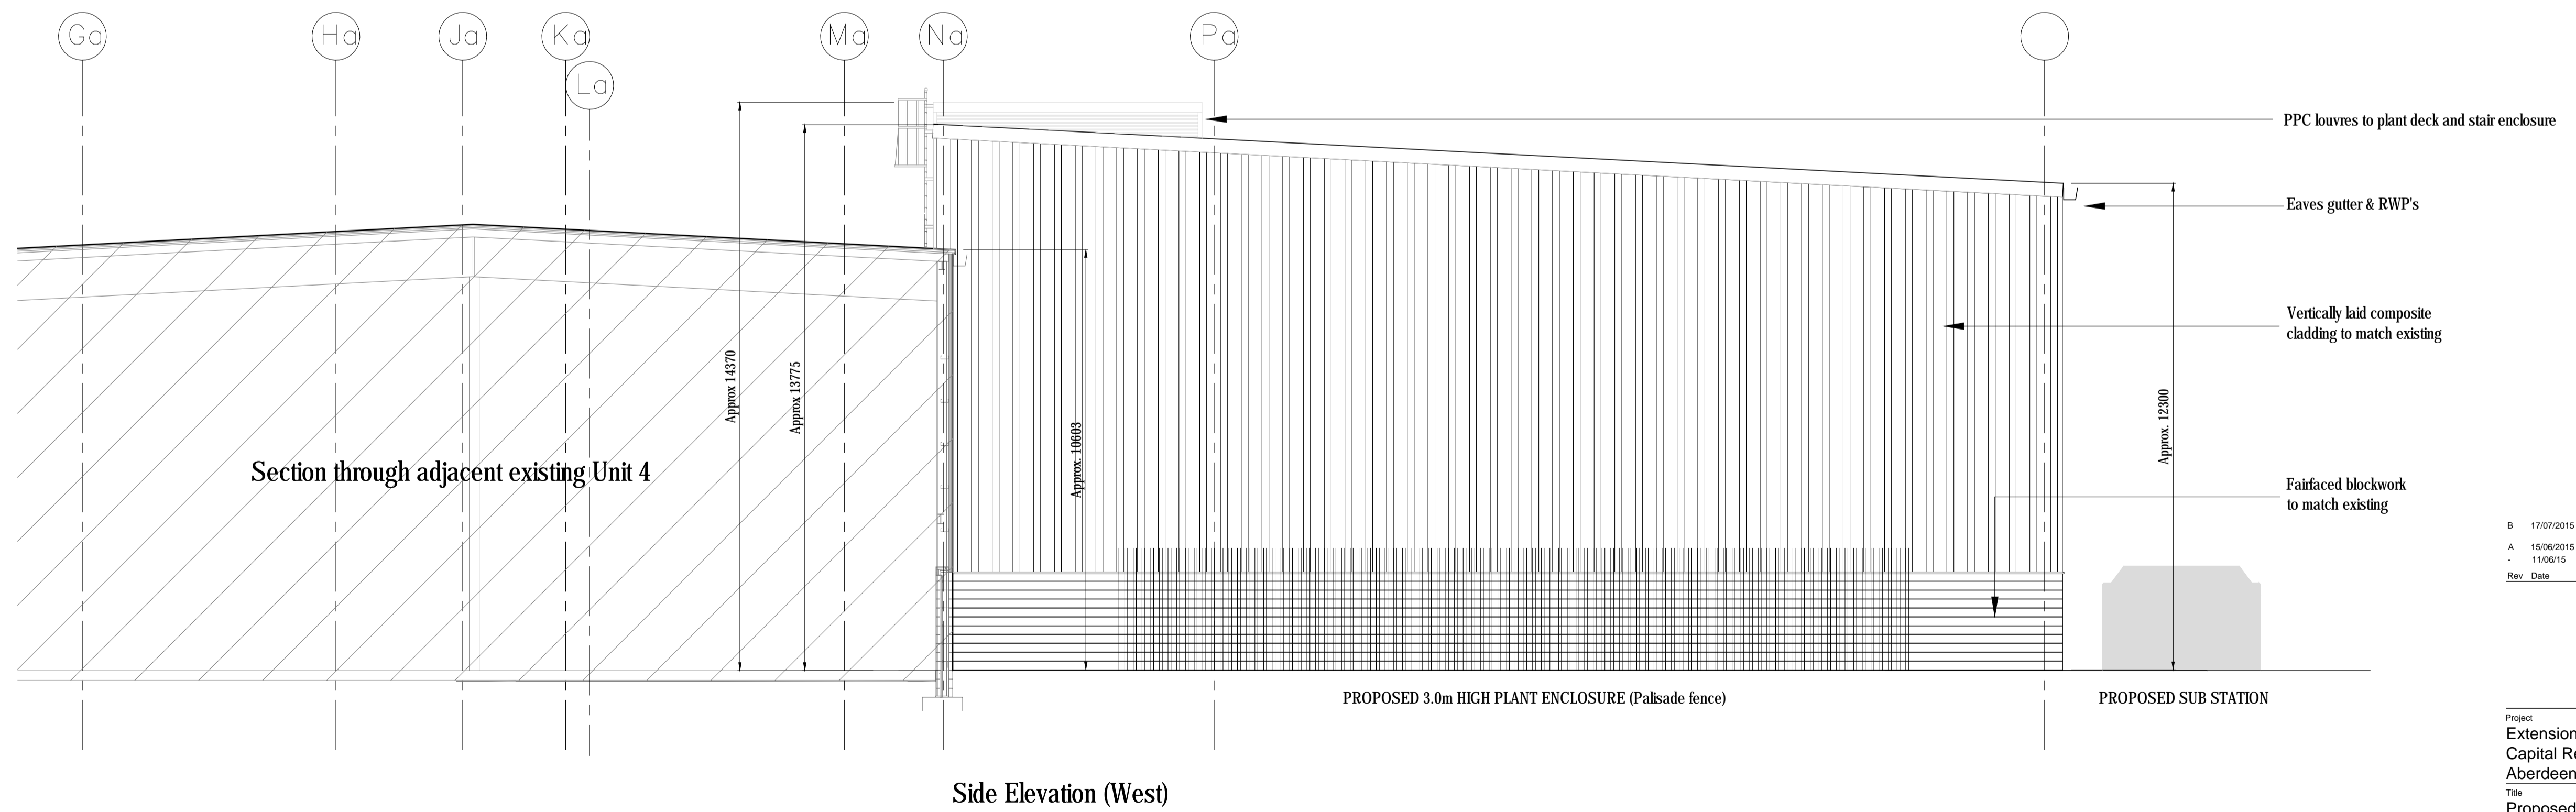 Ga
Ha
Ja
Ka
La
Ma
Na
Pa
PPC louvres to plant deck and stair enclosure
Eaves gutter & RWP's
Vertically laid composite
cladding to match existing
Fairfaced blockwork
to match existing
Approx 14370
Approx 13775
Approx. 10603
Approx. 12300
Section through adjacent existing Unit 4
PROPOSED 3.0m HIGH PLANT ENCLOSURE (Palisade fence)
PROPOSED SUB STATION
Side Elevation (West)
B 17/07/2015
A 15/06/2015
- 11/06/15
Rev Date
Project
Extension
Capital
Aberdeen
Title
Proposed